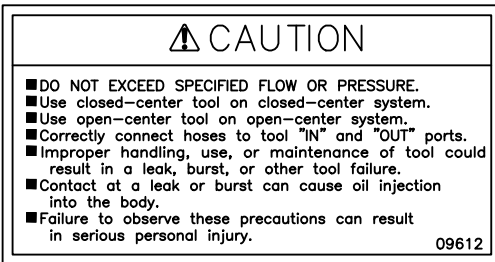 ⚠ CAUTION
■ DO NOT EXCEED SPECIFIED FLOW OR PRESSURE.
■ Use closed-center tool on closed-center system.
■ Use open-center tool on open-center system.
■ Correctly connect hoses to tool "IN" and "OUT" ports.
■ Improper handling, use, or maintenance of tool could
result in a leak, burst, or other tool failure.
■ Contact at a leak or burst can cause oil injection
into the body.
■ Failure to observe these precautions can result
in serious personal injury.
09612